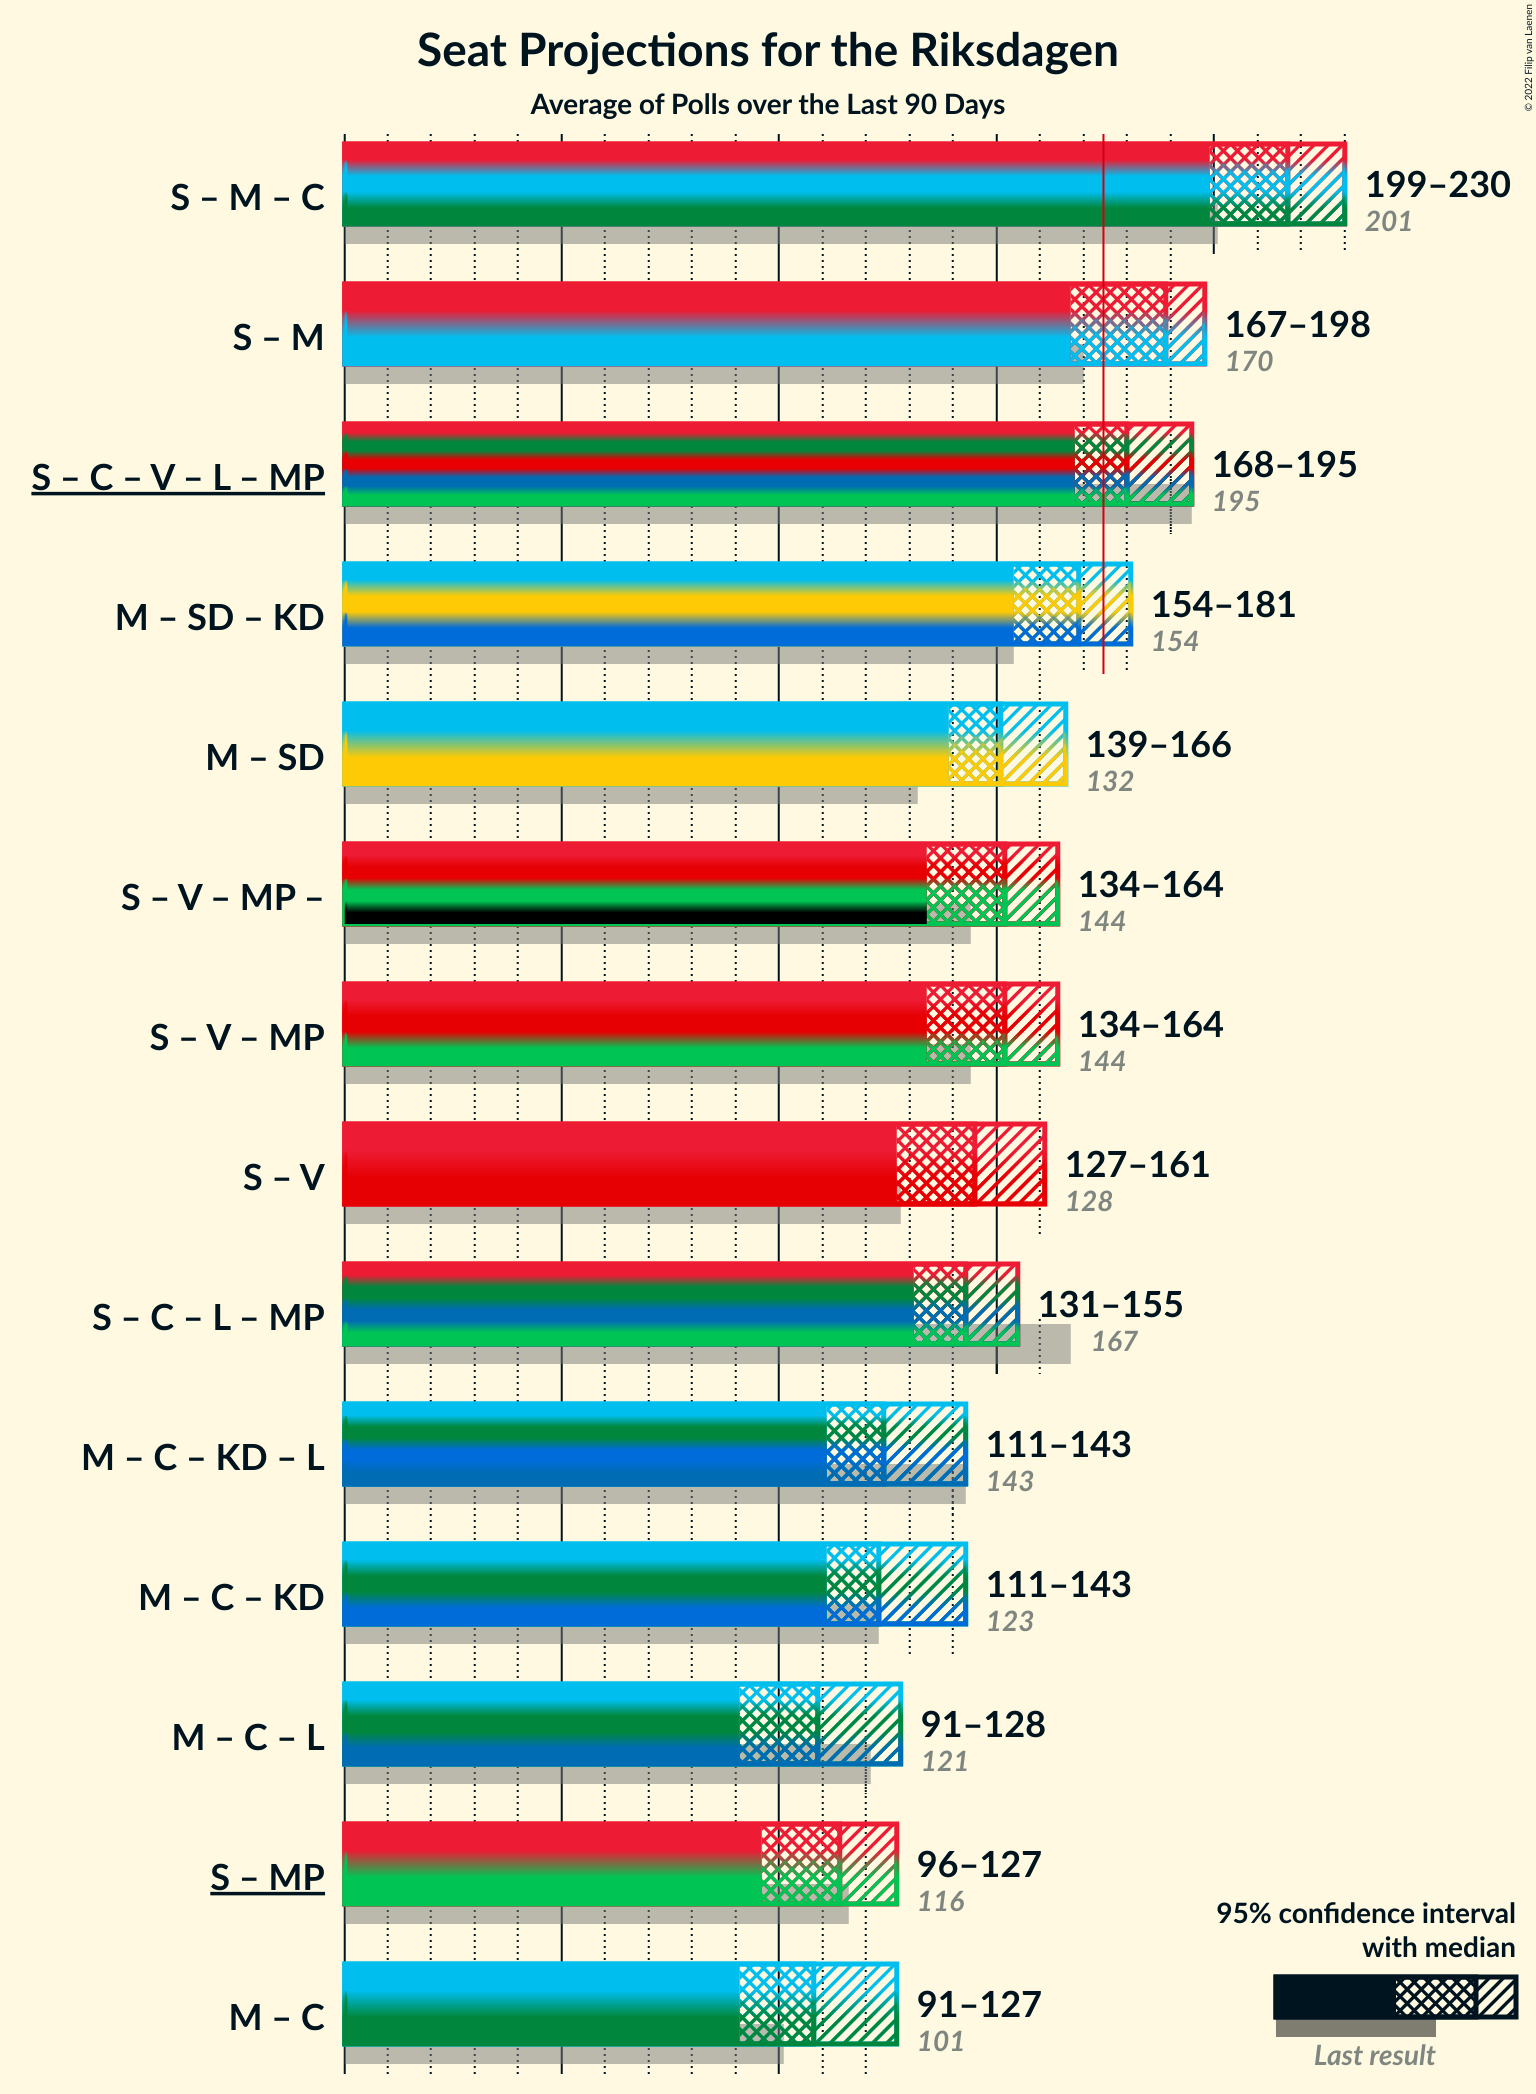 Seat Projections for the Riksdagen
Average of Polls over the Last 90 Days
© 2022 Filip van Laenen
S – M – C
199–230
201
S – M
167–198
170
S – C – V – L – MP
168–195
195
M – SD – KD
154–181
154
M – SD
139–166
132
S – V – MP –
134–164
144
S – V – MP
134–164
144
S – V
127–161
128
S – C – L – MP
131–155
167
M – C – KD – L
111–143
143
M – C – KD
111–143
123
M – C – L
91–128
121
S – MP
96–127
116
M – C
91–127
101
95% confidence interval
with median
Last result